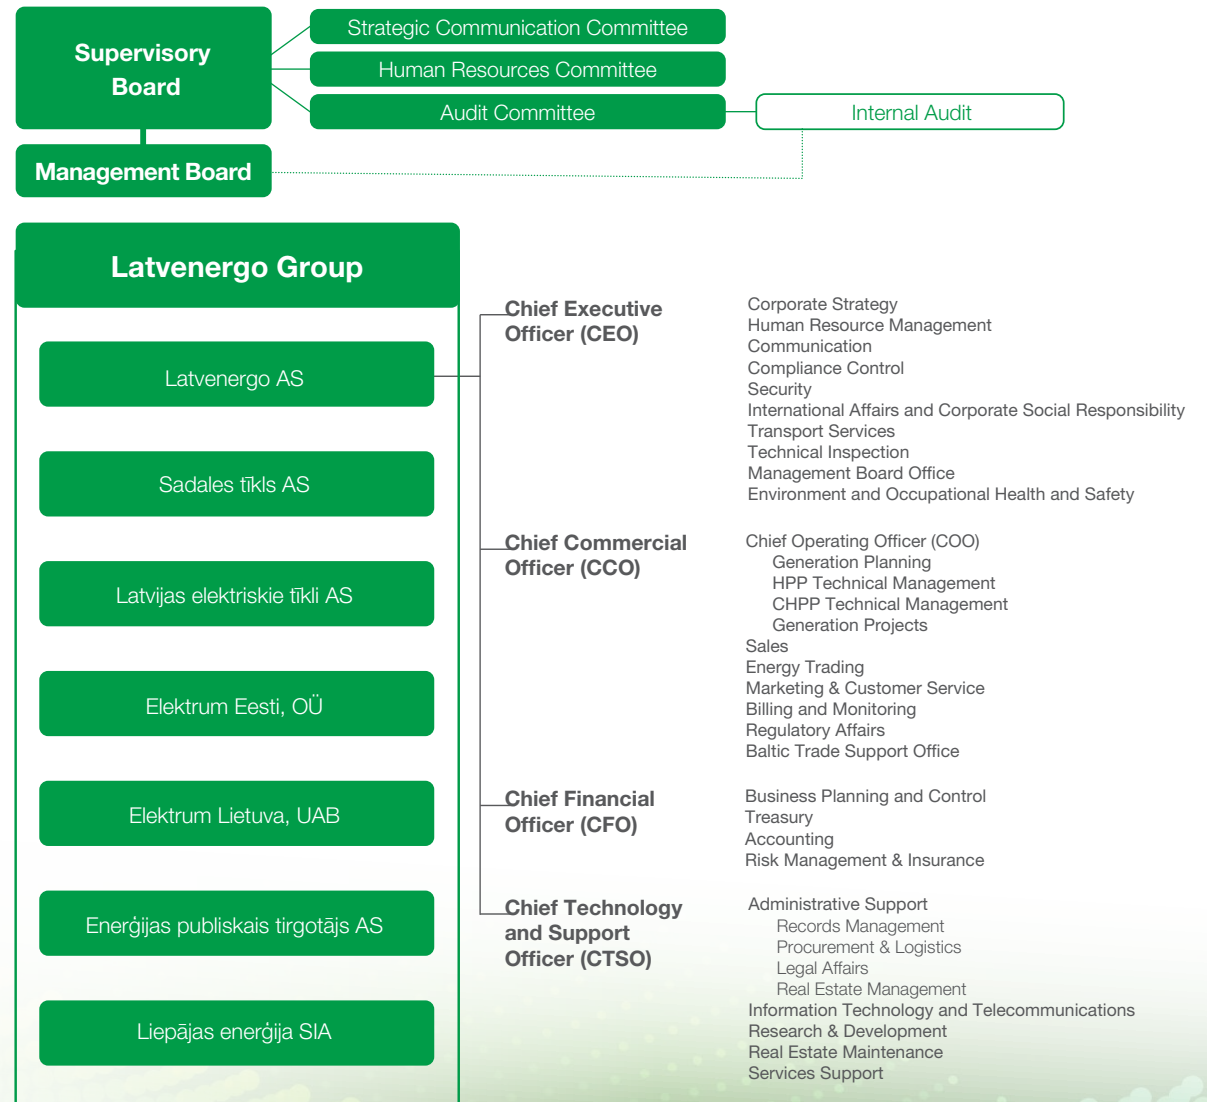 Supervisory
Board
Strategic Communication Committee
Human Resources Committee
Audit Committee
Internal Audit
Management Board
Latvenergo Group
Latvenergo AS
Sadales tīkls AS
Latvijas elektriskie tīkli AS
Elektrum Eesti, OÜ
Elektrum Lietuva, UAB
Enerģijas publiskais tirgotājs AS
Liepājas enerģija SIA
Chief Executive
Officer (CEO)
Corporate Strategy
Human Resource Management
Communication
Compliance Control
Security
International Affairs and Corporate Social Responsibility
Transport Services
Technical Inspection
Management Board Office
Environment and Occupational Health and Safety
Chief Commercial
Officer (CCO)
Chief Operating Officer (COO)
Generation Planning
HPP Technical Management
CHPP Technical Management
Generation Projects
Sales
Energy Trading
Marketing & Customer Service
Billing and Monitoring
Regulatory Affairs
Baltic Trade Support Office
Chief Financial
Officer (CFO)
Business Planning and Control
Treasury
Accounting
Risk Management & Insurance
Chief Technology
and Support
Officer (CTSO)
Administrative Support
Records Management
Procurement & Logistics
Legal Affairs
Real Estate Management
Information Technology and Telecommunications
Research & Development
Real Estate Maintenance
Services Support